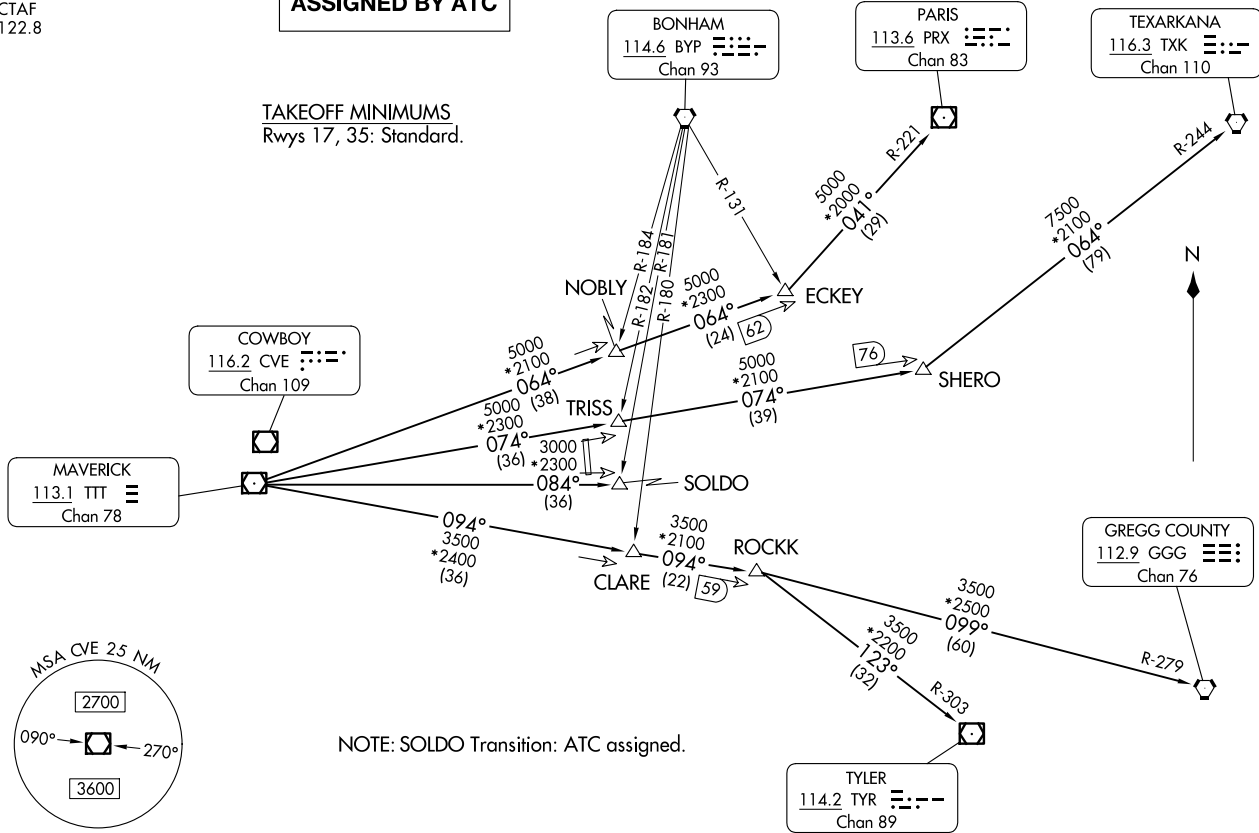 CTAF
122.8
ASSIGNED BY ATC
TAKEOFF MINIMUMS
Rwys 17, 35: Standard.
BONHAM
114.6 BYP
Chan 93
PARIS
113.6 PRX
Chan 83
TEXARKANA
116.3 TXK
Chan 110
R-221
R-244
R-131
5000
*2000
041°
(29)
7500
*2100
064°
(79)
N
R-184
R-181
R-182
R-180
NOBLY
5000
*2300
064°
(24)
62
ECKEY
COWBOY
116.2 CVE
Chan 109
5000
*2100
064°
(38)
TRISS
5000
*2100
074°
(39)
76
SHERO
5000
*2300
074°
(36)
3000
*2300
084°
(36)
SOLDO
MAVERICK
113.1 TTT
Chan 78
094°
3500
*2400
(36)
CLARE
3500
*2100
094°
(22)
59
ROCKK
GREGG COUNTY
112.9 GGG
Chan 76
3500
*2500
099°
(60)
R-279
3500
*2200
123°
(32)
R-303
MSA CVE 25 NM
2700
090°
270°
3600
NOTE: SOLDO Transition: ATC assigned.
TYLER
114.2 TYR
Chan 89